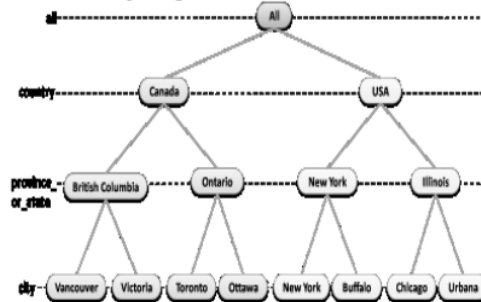 all All
country Canada USA
province_ British Columbia Ontario New York Illinois
or_state
city Vancouver Victoria Toronto Ottawa New York Buffalo Chicago Urbana